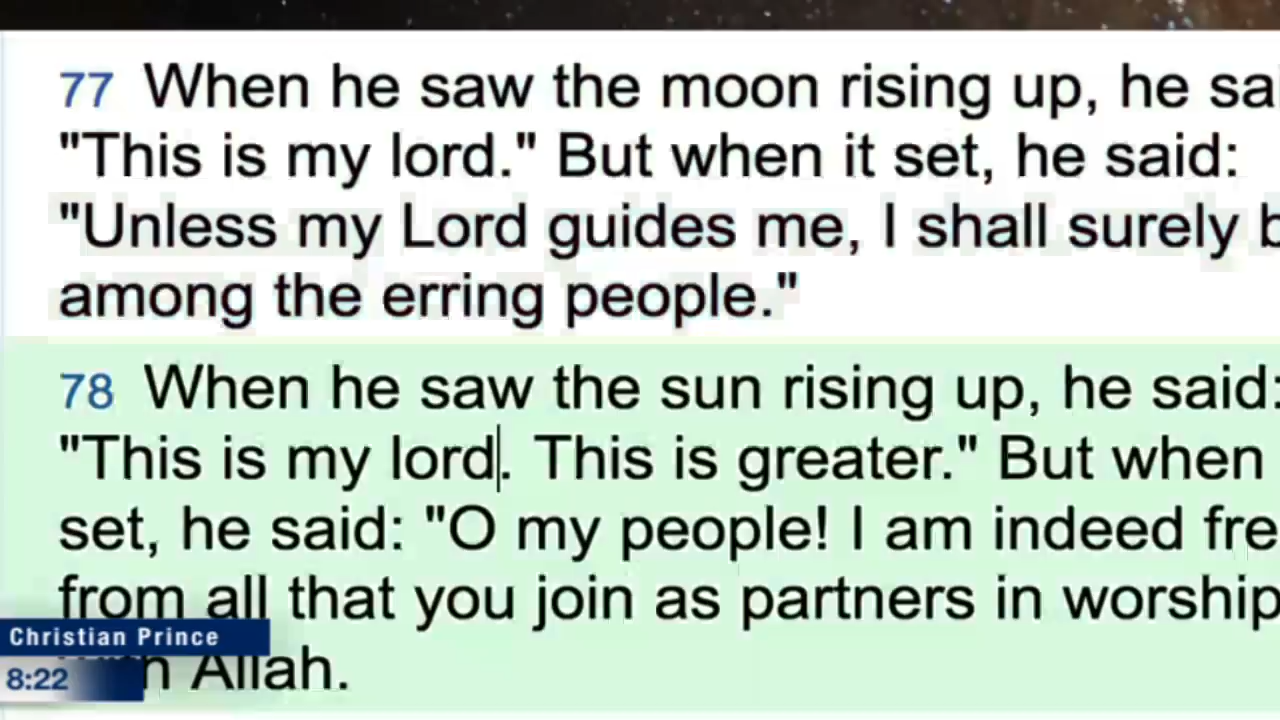 77 When he saw the moon rising up, he sa
"This is my lord." But when it set, he said:
"Unless my Lord guides me, I shall surely b
among the erring people."
78 When he saw the sun rising up, he said:
"This is my lord. This is greater." But when
set, he said: "O my people! I am indeed fre
from all that you join as partners in worship
Allah.
Christian Prince
8:22